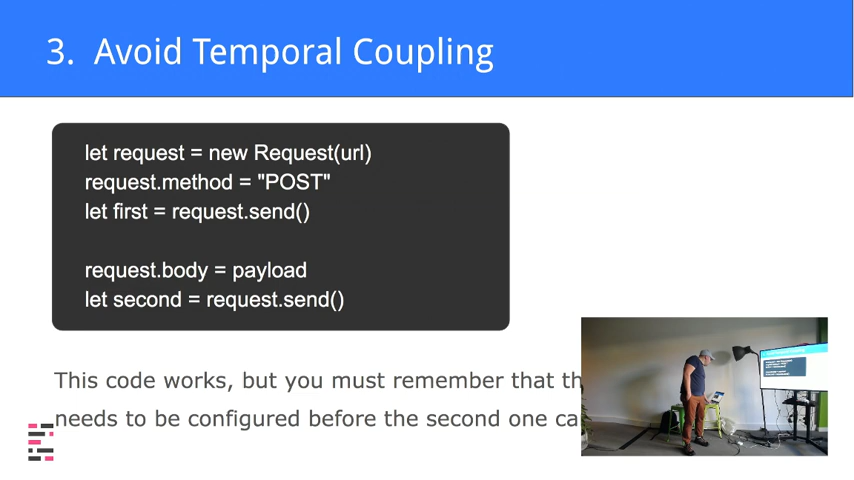 3. Avoid Temporal Coupling
let request = new Request(url)
request.method = "POST"
let first = request.send()
request.body = payload
let second = request.send()
This code works, but you must remember that
needs to be configured before the second one